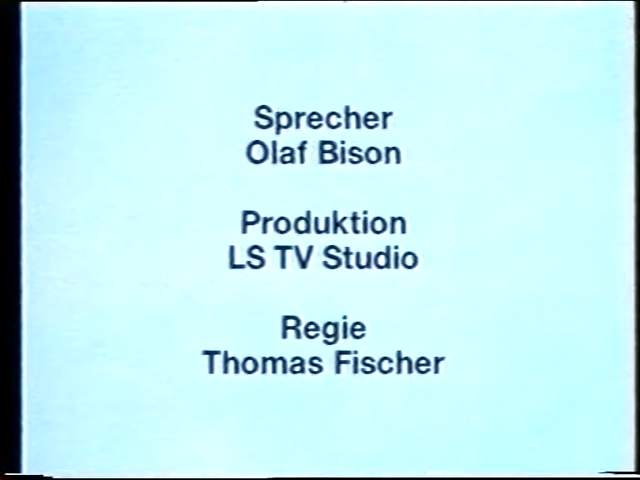 Sprecher
Olaf Bison
Produktion
LS TV Studio
Regie
Thomas Fischer